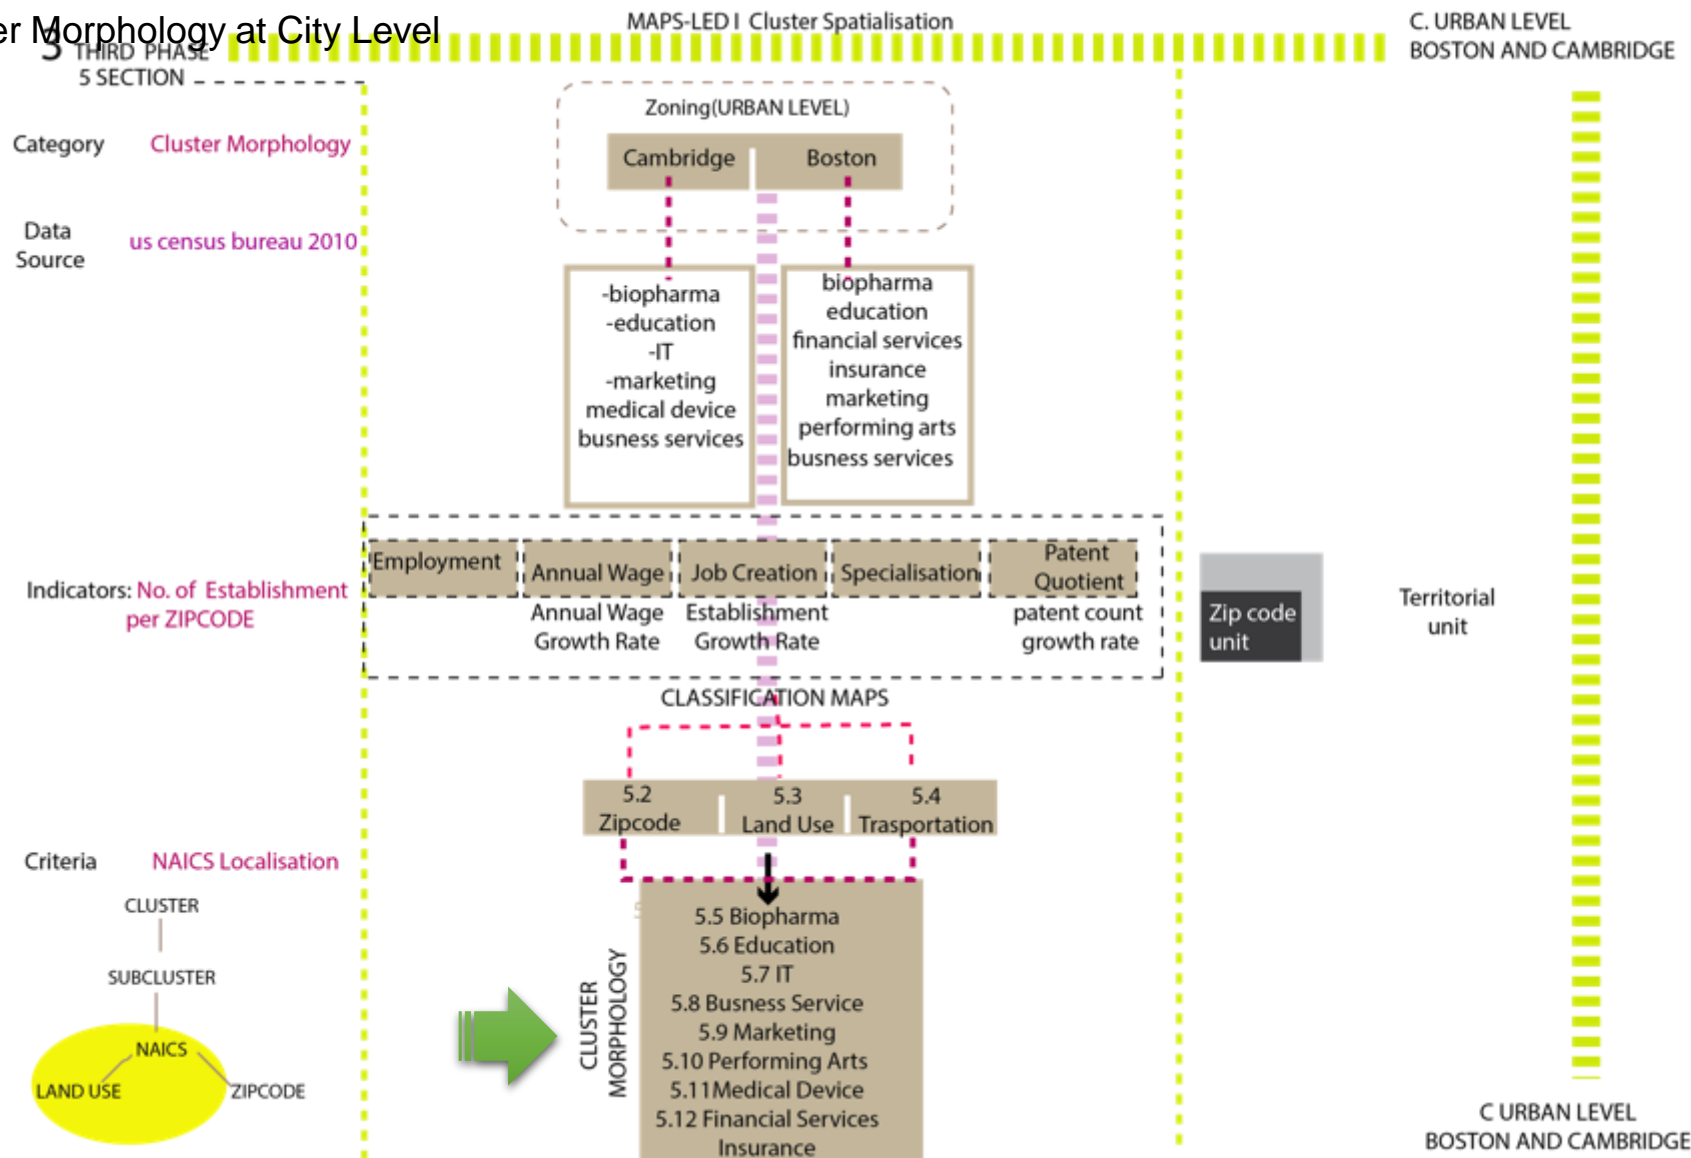 er Morphology at City Level
3 THIRD PHASE
5 SECTION
MAPS-LED I Cluster Spatialisation
C. URBAN LEVEL
BOSTON AND CAMBRIDGE
Category Cluster Morphology
Data
Source
us census bureau 2010
Zoning(URBAN LEVEL)
Cambridge
Boston
-biopharma
-education
-IT
-marketing
medical device
busness services
biopharma
education
financial services
insurance
marketing
performing arts
busness services
Indicators: No. of Establishment
per ZIPCODE
Employment
Annual Wage
Job Creation
Specialisation
Patent
Quotient
Annual Wage
Growth Rate
Establishment
Growth Rate
patent count
growth rate
Zip code
unit
Territorial
unit
CLASSIFICATION MAPS
5.2
Zipcode
5.3
Land Use
5.4
Trasportation
Criteria NAICS Localisation
CLUSTER
SUBCLUSTER
NAICS
LAND USE
ZIPCODE
CLUSTER
MORPHOLOGY
5.5 Biopharma
5.6 Education
5.7 IT
5.8 Busness Service
5.9 Marketing
5.10 Performing Arts
5.11Medical Device
5.12 Financial Services
Insurance
C URBAN LEVEL
BOSTON AND CAMBRIDGE